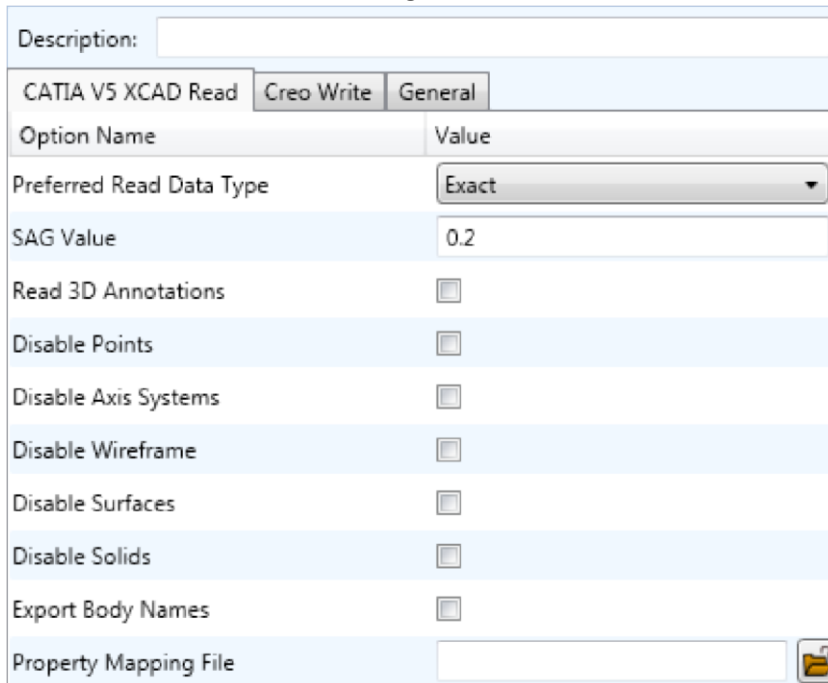 Description:
CATIA V5 XCAD Read Creo Write General
Option Name Value
Preferred Read Data Type Exact
SAG Value 0.2
Read 3D Annotations
Disable Points
Disable Axis Systems
Disable Wireframe
Disable Surfaces
Disable Solids
Export Body Names
Property Mapping File